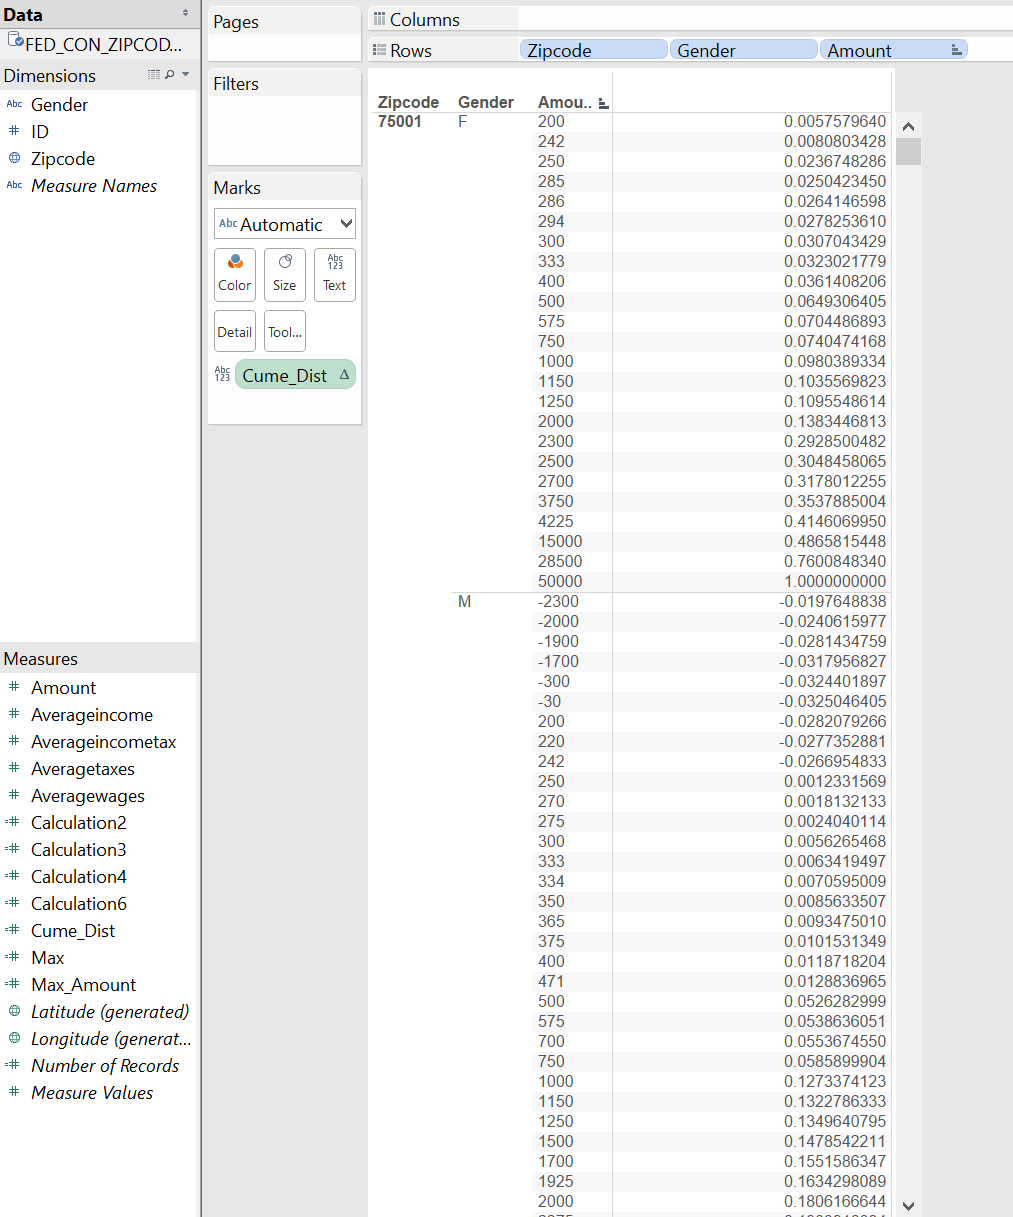 Data
FED_CON_ZIPCOD...
Dimensions
Abc Gender
# ID
Zipcode
Abc Measure Names
Measures
# Amount
# Averageincome
# Averageincometax
# Averagetaxes
# Averagewages
=# Calculation2
=# Calculation3
=# Calculation4
=# Calculation6
=# Cume_Dist
=# Max
=# Max_Amount
Latitude (generated)
Longitude (generat...
=# Number of Records
# Measure Values
Pages
Filters
Marks
Abc Automatic
Color Size Abc 123 Text
Detail Tool...
Abc 123 Cume_Dist Δ
Columns
Rows Zipcode Gender Amount
Zipcode Gender Amou..
75001 F 200 0.0057579640
242 0.0080803428
250 0.0236748286
285 0.0250423450
286 0.0264146598
294 0.0278253610
300 0.0307043429
333 0.0323021779
400 0.0361408206
500 0.0649306405
575 0.0704486893
750 0.0740474168
1000 0.0980389334
1150 0.1035569823
1250 0.1095548614
2000 0.1383446813
2300 0.2928500482
2500 0.3048458065
2700 0.3178012255
3750 0.3537885004
4225 0.4146069950
15000 0.4865815448
28500 0.7600848340
50000 1.0000000000
M -2300 -0.0197648838
-2000 -0.0240615977
-1900 -0.0281434759
-1700 -0.0317956827
-300 -0.0324401897
-30 -0.0325046405
200 -0.0282079266
220 -0.0277352881
242 -0.0266954833
250 0.0012331569
270 0.0018132133
275 0.0024040114
300 0.0056265468
333 0.0063419497
334 0.0070595009
350 0.0085633507
365 0.0093475010
375 0.0101531349
400 0.0118718204
471 0.0128836965
500 0.0526282999
575 0.0538636051
700 0.0553674550
750 0.0585899904
1000 0.1273374123
1150 0.1322786333
1250 0.1349640795
1500 0.1478542211
1700 0.1551586347
1925 0.1634298089
2000 0.1806166644